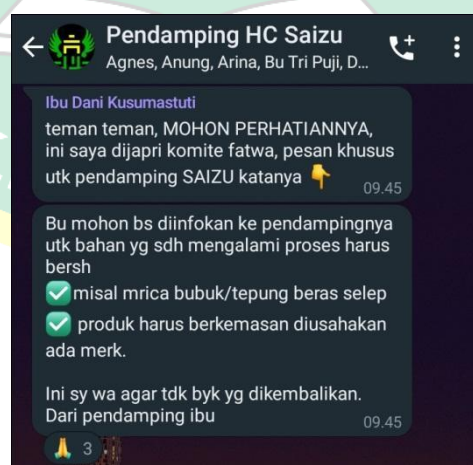 Pendamping HC Saizu
Agnes, Anung, Arina, Bu Tri Puji, D...
Ibu Dani Kusumastuti
teman teman, MOHON PERHATIANNYA,
ini saya dijapri komite fatwa, pesan khusus
utk pendamping SAIZU katanya 👇
09.45
Bu mohon bs diinfokan ke pendampingnya
utk bahan yg sdh mengalami proses harus
bersh
✅misal mrica bubuk/tepung beras selep
✅ produk harus berkemasan diusahakan
ada merk.
Ini sy wa agar tdk byk yg dikembalikan.
Dari pendamping ibu
09.45
🙏 3